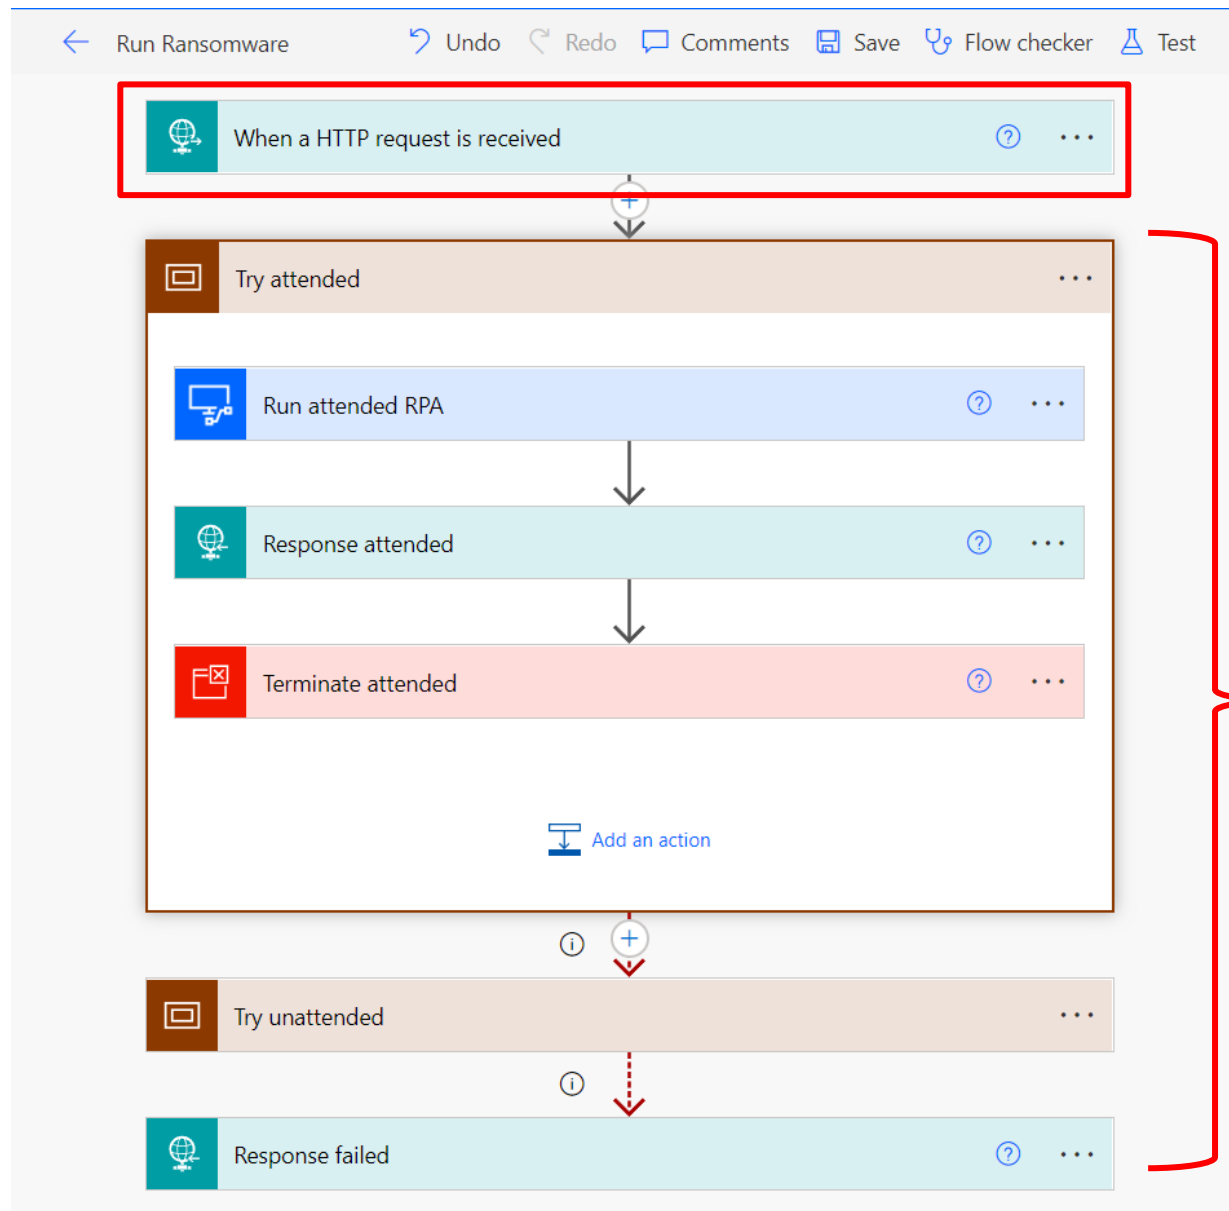 Run Ransomware Undo Redo Comments Save Flow checker Test
When a HTTP request is received
Try attended
Run attended RPA
Response attended
Terminate attended
Add an action
Try unattended
Response failed